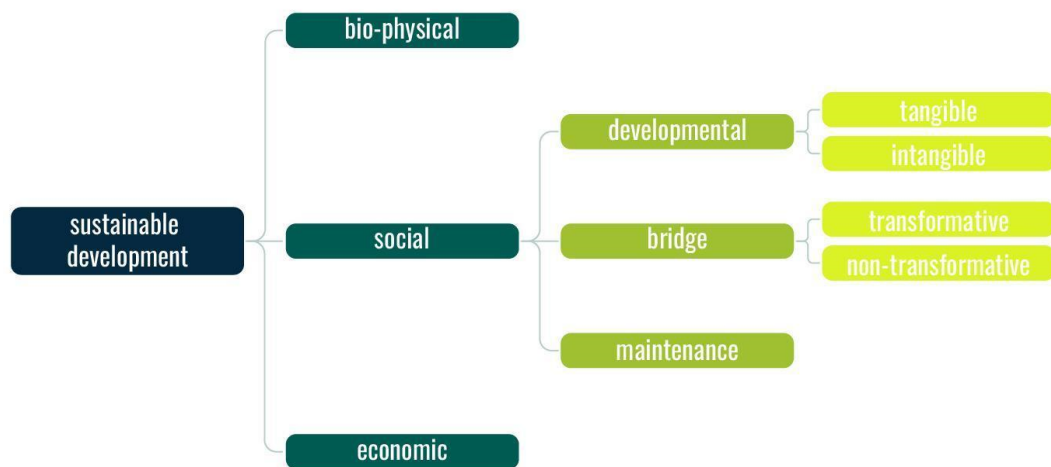 bio-physical
tangible
developmental
intangible
sustainable
development
social
bridge
transformative
non-transformative
maintenance
economic